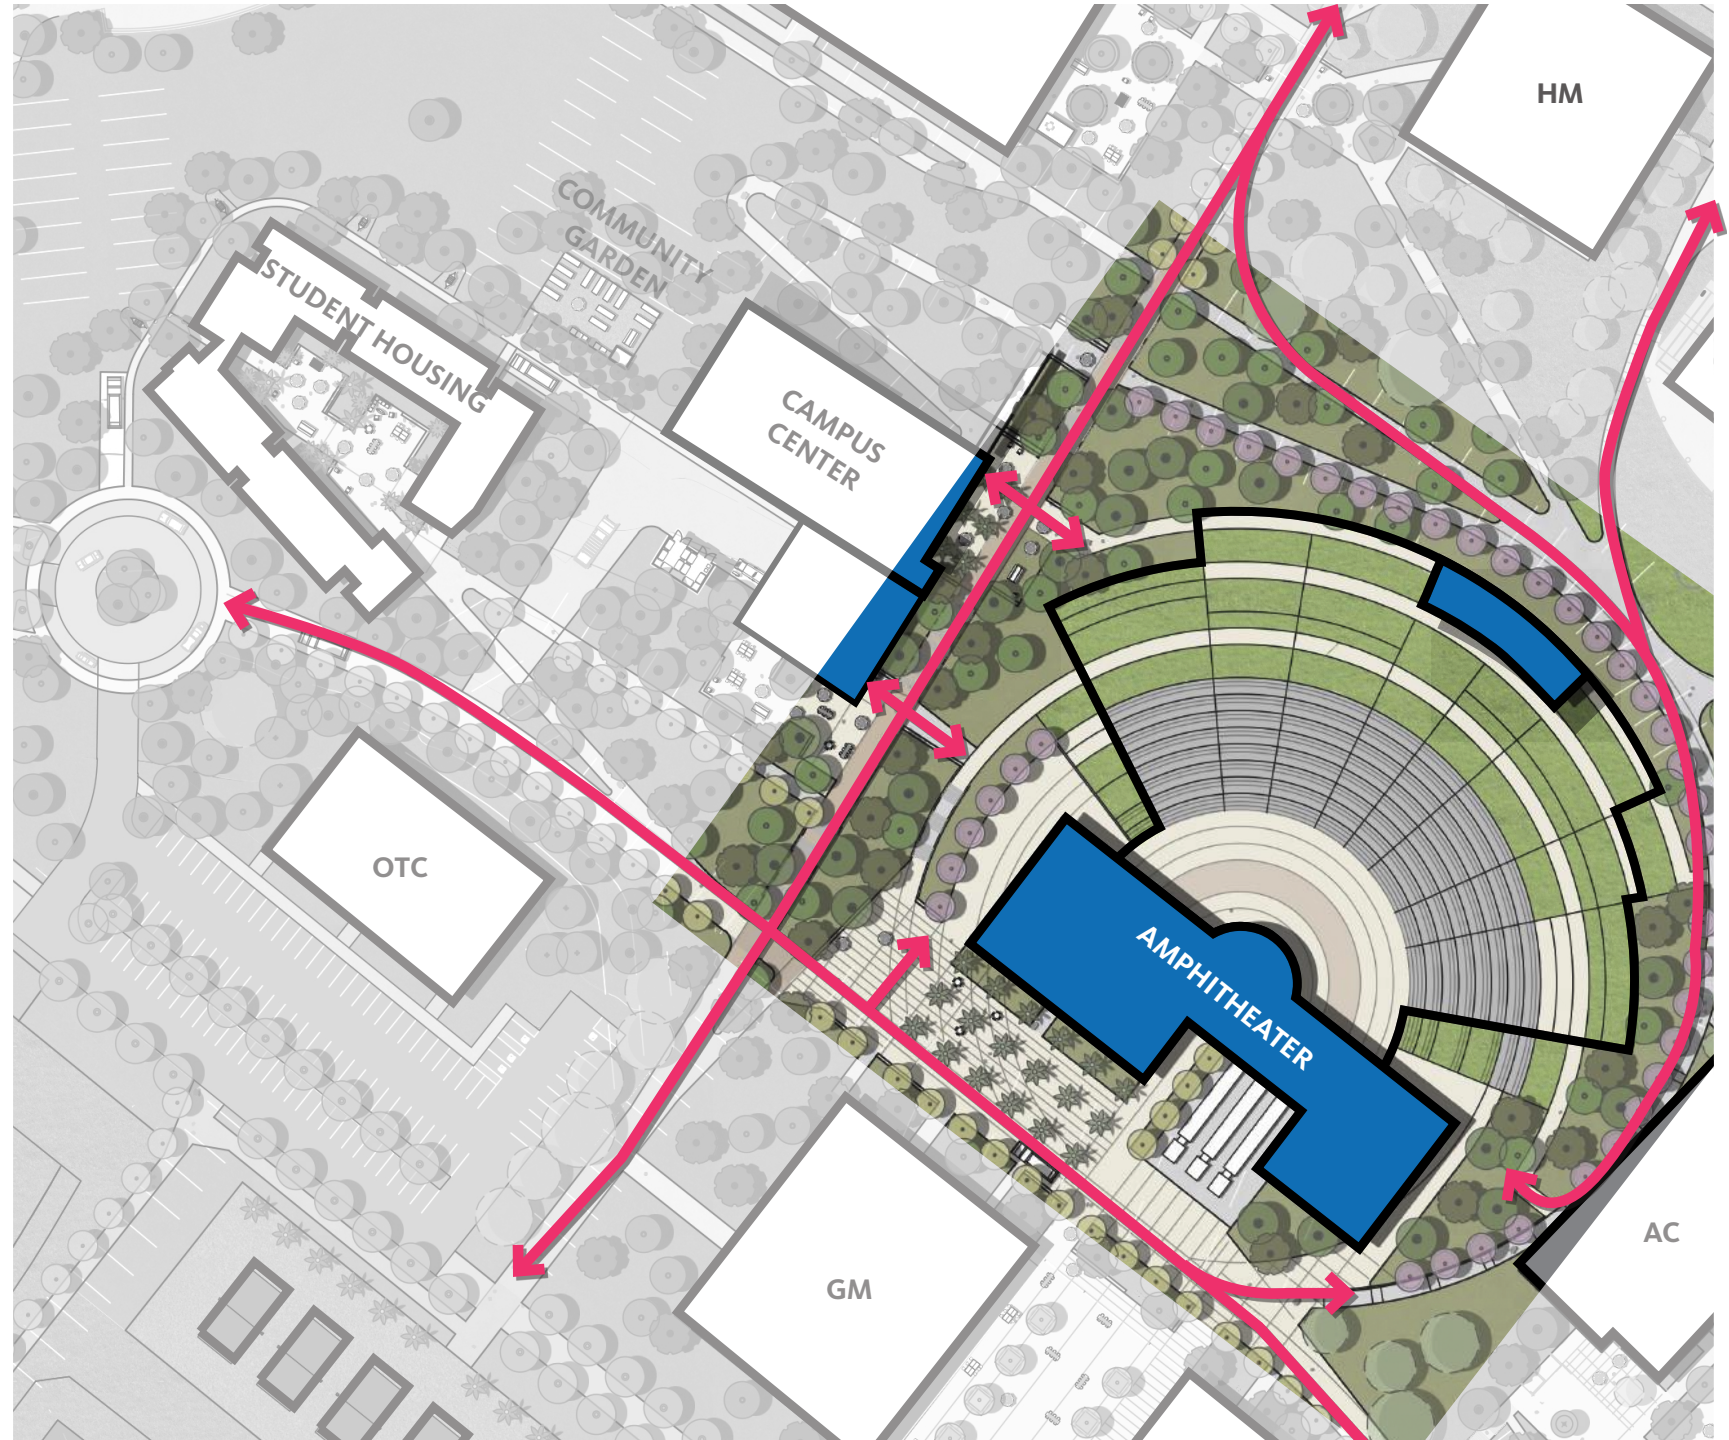 HM
COMMUNITY
GARDEN
STUDENT HOUSING
CAMPUS
CENTER
OTC
AMPHITHEATER
AC
GM